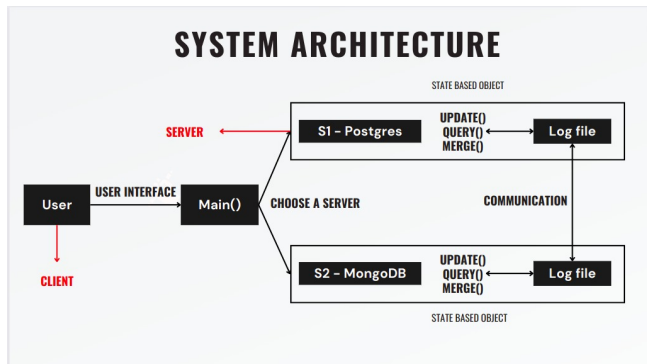 SYSTEM ARCHITECTURE
STATE BASED OBJECT
SERVER
S1 - Postgres
UPDATE()
QUERY()
MERGE()
Log file
User
USER INTERFACE
Main()
CHOOSE A SERVER
COMMUNICATION
CLIENT
S2 - MongoDB
UPDATE()
QUERY()
MERGE()
Log file
STATE BASED OBJECT